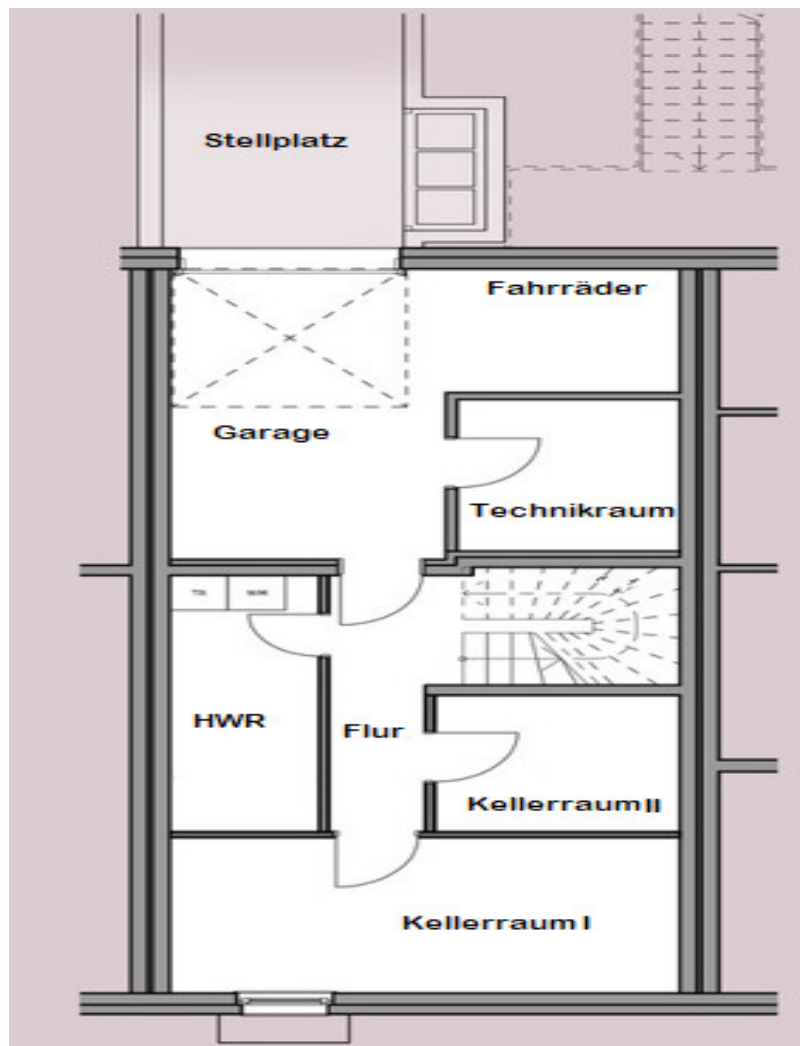 Stellplatz
Fahrräder
Garage
Technikraum
HWR
Flur
Kellerraum II
Kellerraum I